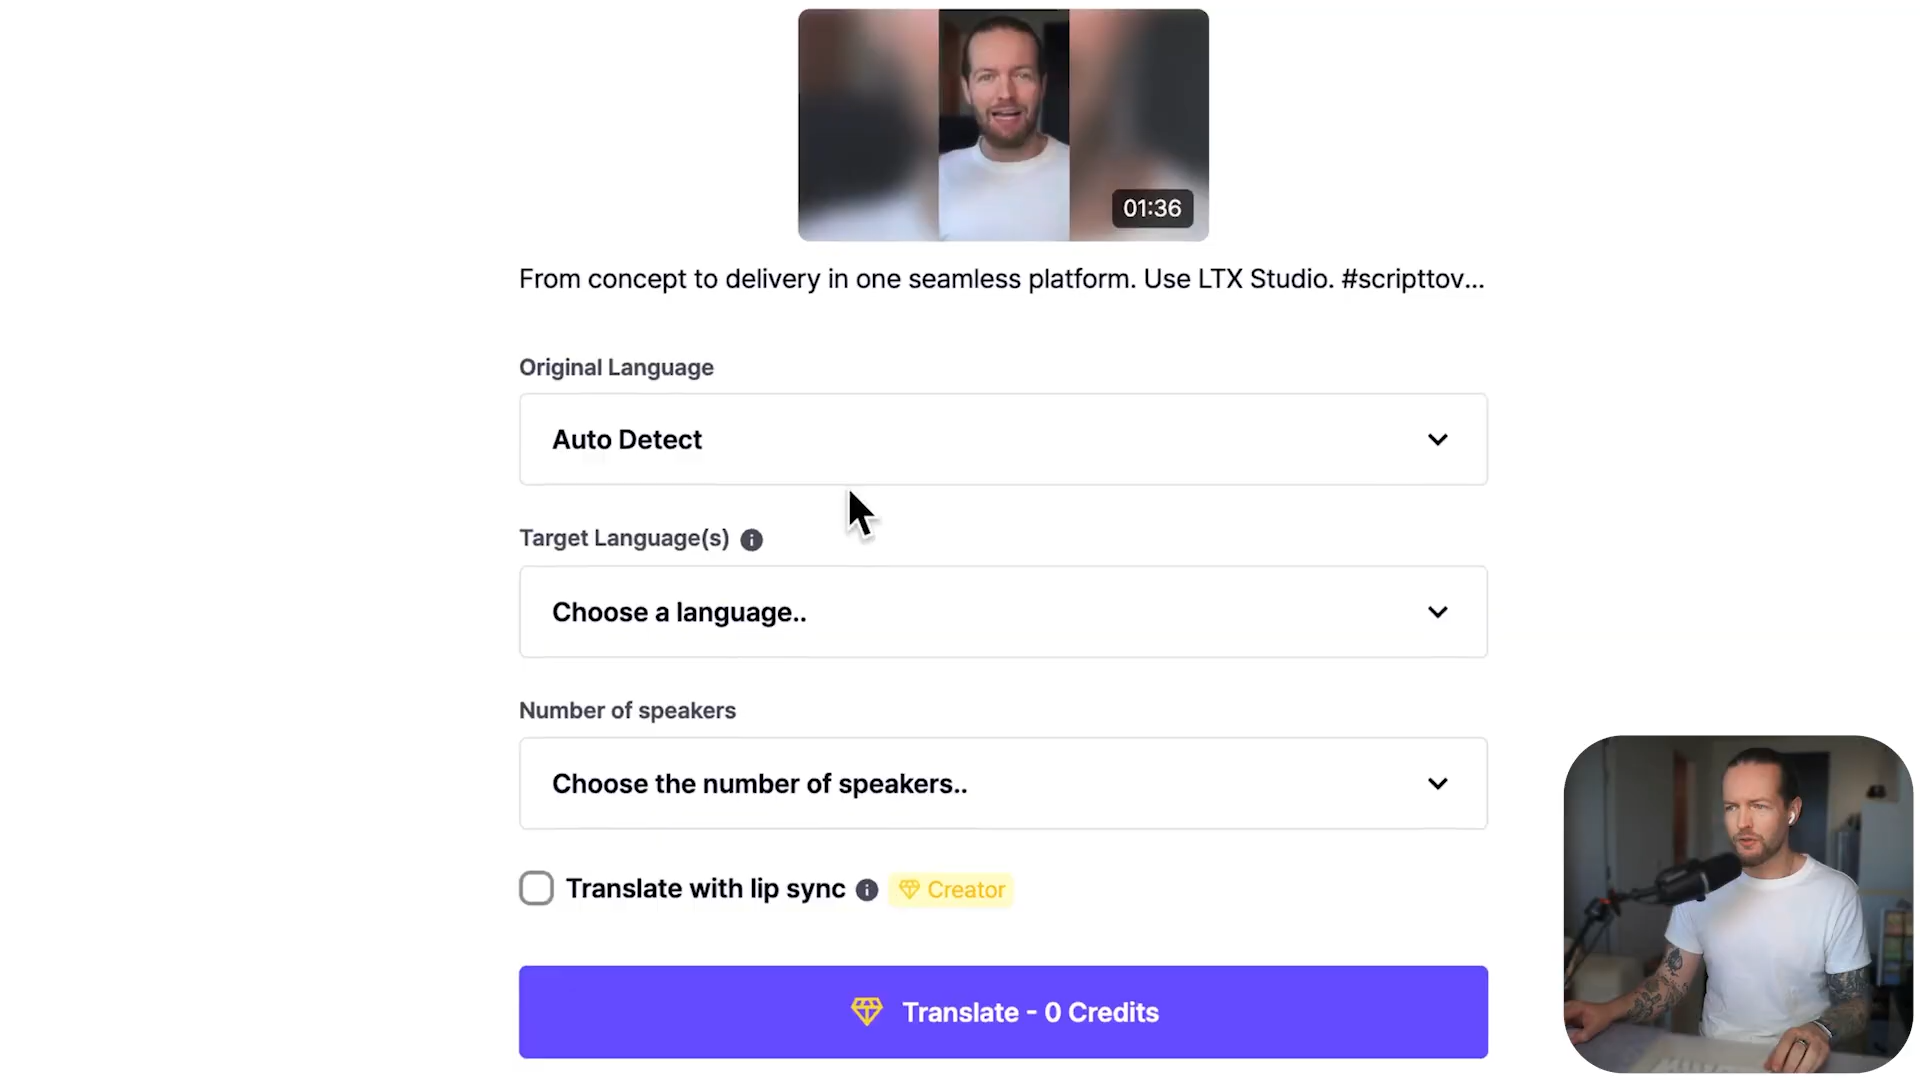 01:36
From concept to delivery in one seamless platform. Use LTX Studio. #scripttov...
Original Language
Auto Detect
Target Language(s)
Choose a language..
Number of speakers
Choose the number of speakers..
Translate with lip sync Creator
Translate - 0 Credits